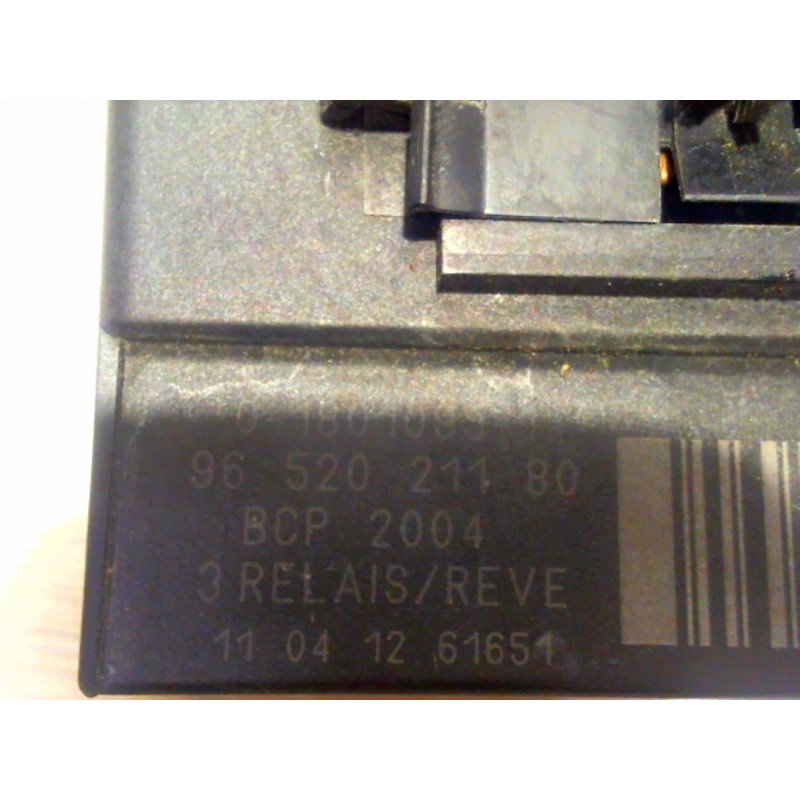 96 520 211 80
BCP 2004
3 RELAIS/REVE
11 04 12 61651